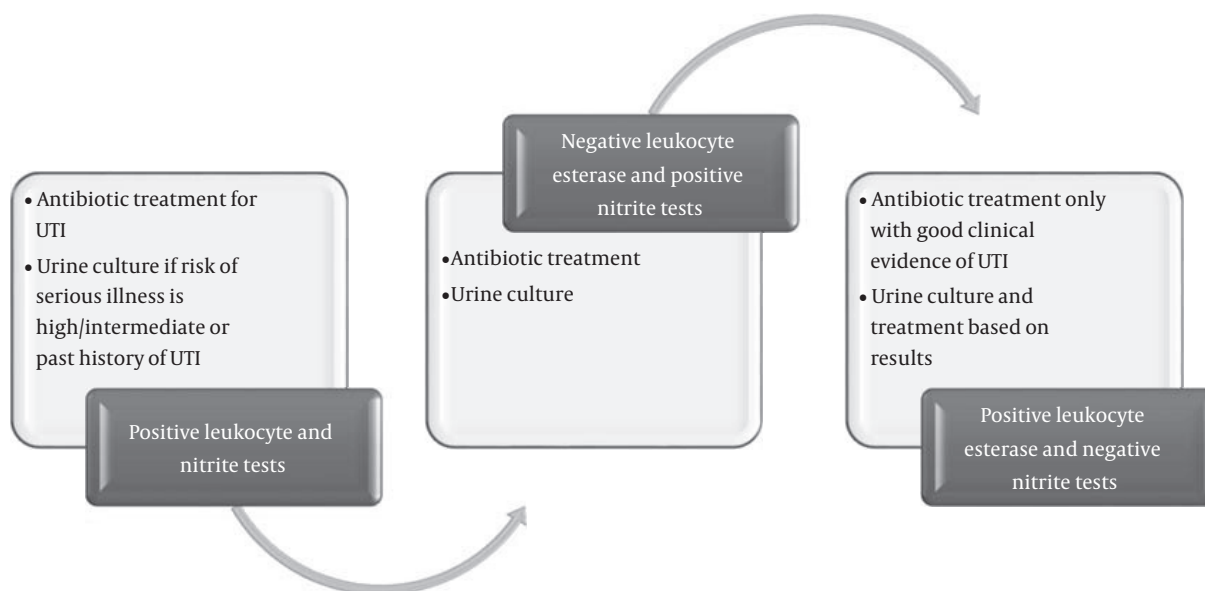 • Antibiotic treatment for
UTI
• Urine culture if risk of
serious illness is
high/intermediate or
past history of UTI
Positive leukocyte and
nitrite tests
Negative leukocyte
esterase and positive
nitrite tests
•Antibiotic treatment
•Urine culture
• Antibiotic treatment only
with good clinical
evidence of UTI
• Urine culture and
treatment based on
results
Positive leukocyte
esterase and negative
nitrite tests